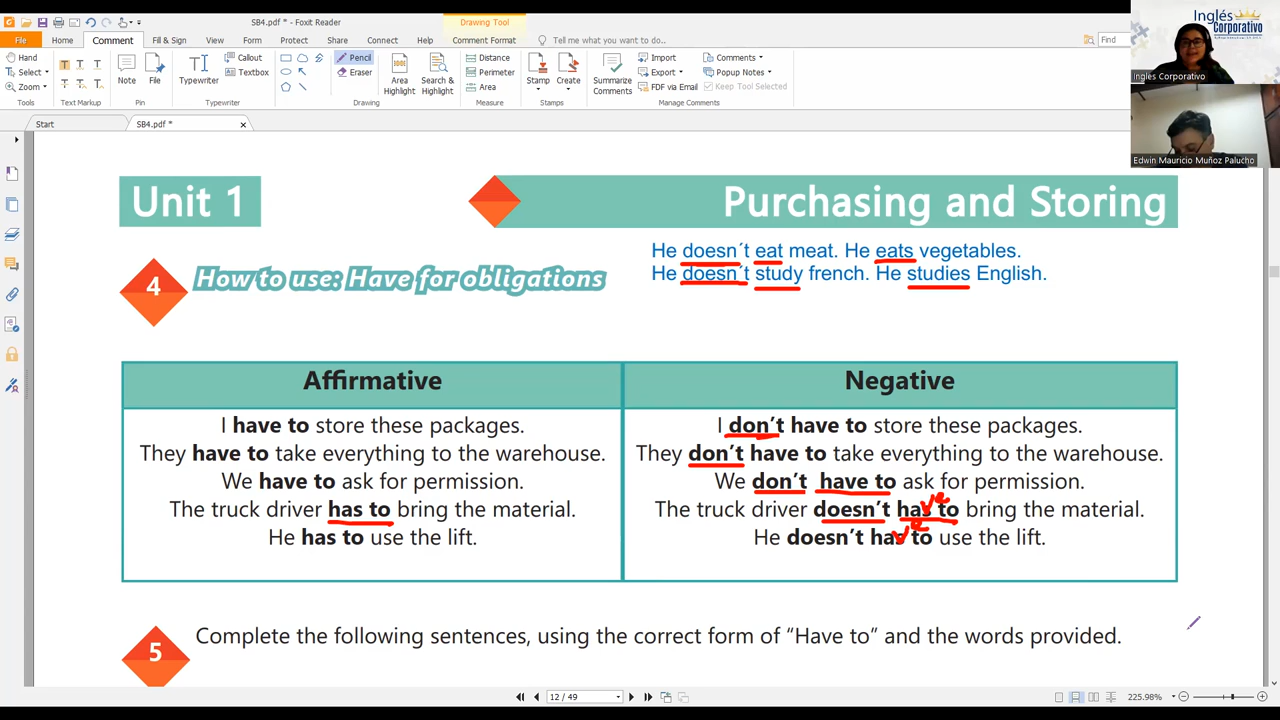 SB4.pdf * - Foxit Reader
Drawing Tool
File Home Comment Fill & Sign View Form Protect Share Connect Help Comment Format Tell me what you want to do... Find
Hand
Select
Zoom
Tools
Text Markup
Note
File
Pin
Typewriter
Callout
Textbox
Typewriter
Pencil
Eraser
Drawing
Area Highlight
Search & Highlight
Distance
Perimeter
Area
Measure
Stamp
Create
Stamps
Summarize Comments
Import
Export
FDF via Email
Comments
Popup Notes
Keep Tool Selected
Manage Comments
Inglés Corporativo
Inglés Corporativo
Edwin Mauricio Muñoz Palucho
Start
SB4.pdf *
Unit 1
Purchasing and Storing
He doesn´t eat meat. He eats vegetables.
He doesn´t study french. He studies English.
4
How to use: Have for obligations
Affirmative
I have to store these packages.
They have to take everything to the warehouse.
We have to ask for permission.
The truck driver has to bring the material.
He has to use the lift.
Negative
I don't have to store these packages.
They don't have to take everything to the warehouse.
We don't have to ask for permission.
The truck driver doesn't has to bring the material.
ve
He doesn't has to use the lift.
ve
5
Complete the following sentences, using the correct form of “Have to” and the words provided.
12 / 49
225.98%